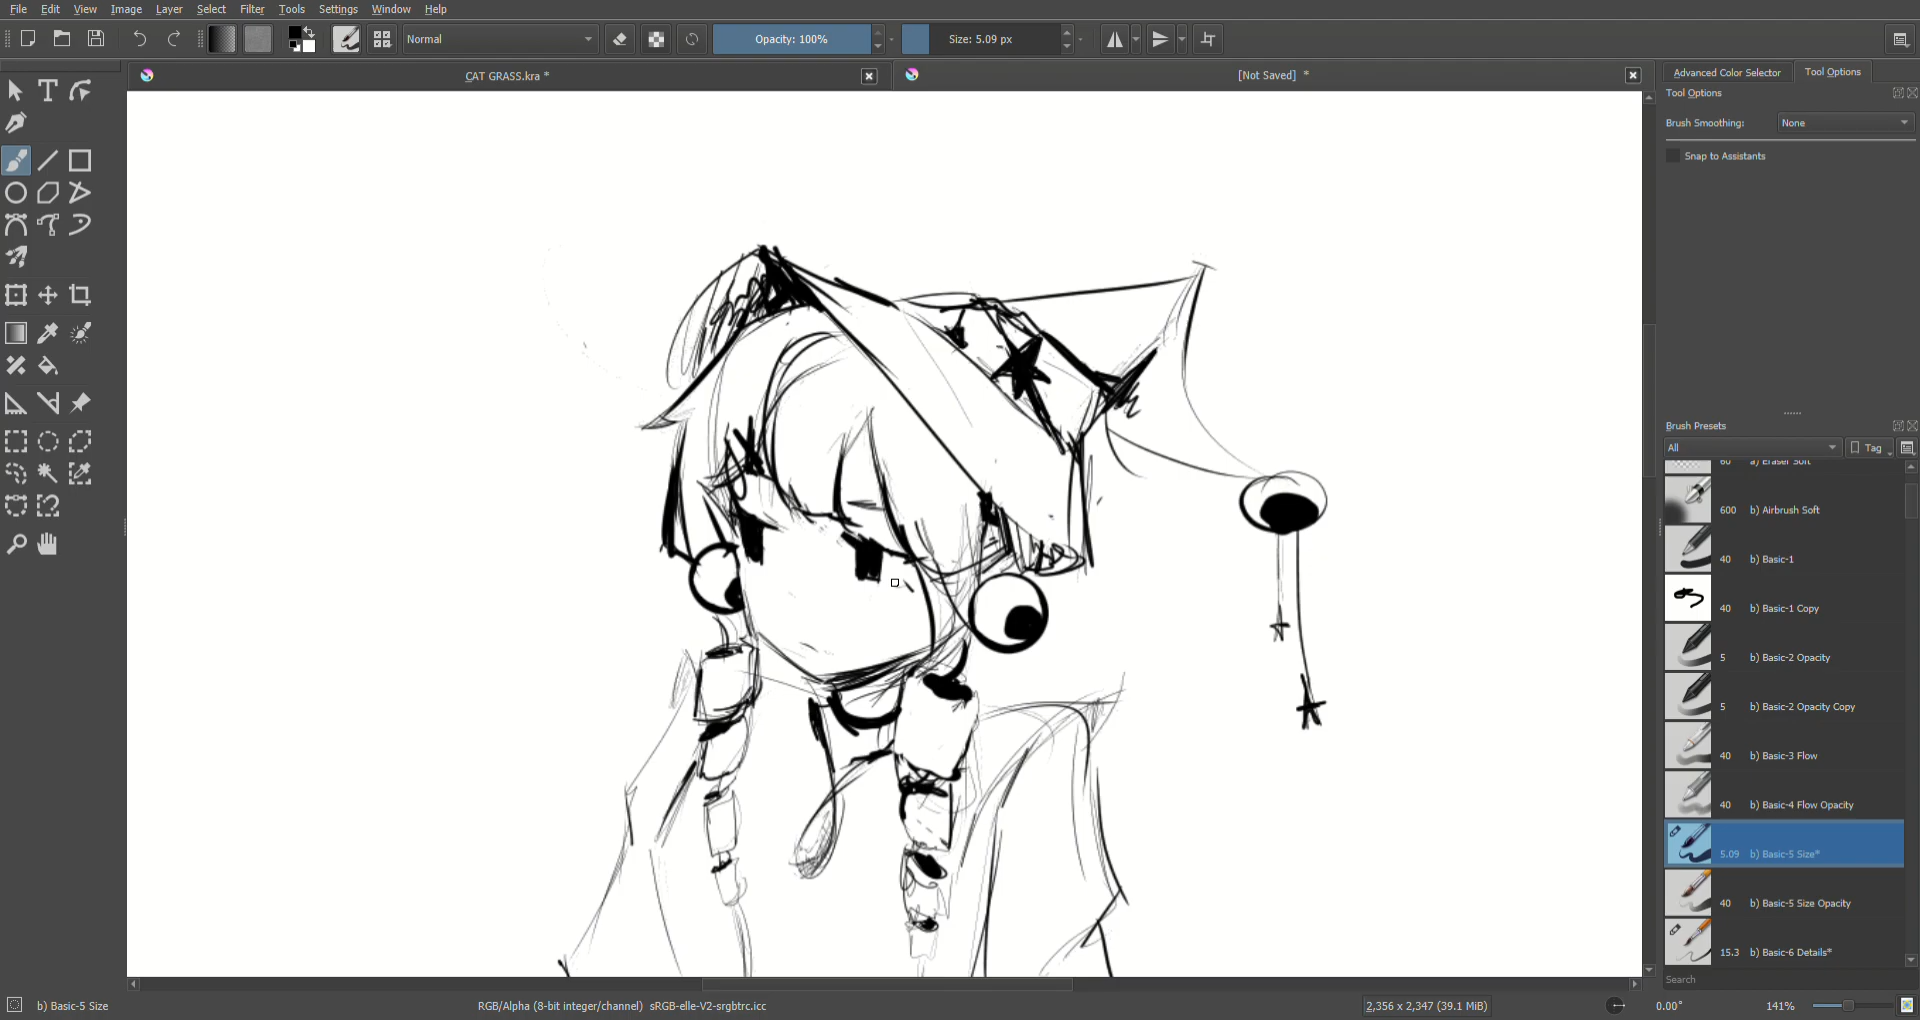 File Edit View Image Layer Select Filter Tools Settings Window Help
Normal
Opacity: 100%
Size: 5.09 px
CAT GRASS.kra *
[Not Saved] *
Advanced Color Selector
Tool Options
Tool Options
Brush Smoothing: None
Snap to Assistants
Brush Presets
All
Tag
60 a) Eraser Soft
600 b) Airbrush Soft
40 b) Basic-1
40 b) Basic-1 Copy
5 b) Basic-2 Opacity
5 b) Basic-2 Opacity Copy
40 b) Basic-3 Flow
40 b) Basic-4 Flow Opacity
5.09 b) Basic-5 Size*
40 b) Basic-5 Size Opacity
15.3 b) Basic-6 Details*
Search
b) Basic-5 Size
RGB/Alpha (8-bit integer/channel) sRGB-elle-V2-srgbtrc.icc
2,356 x 2,347 (39.1 MiB)
0.00°
141%